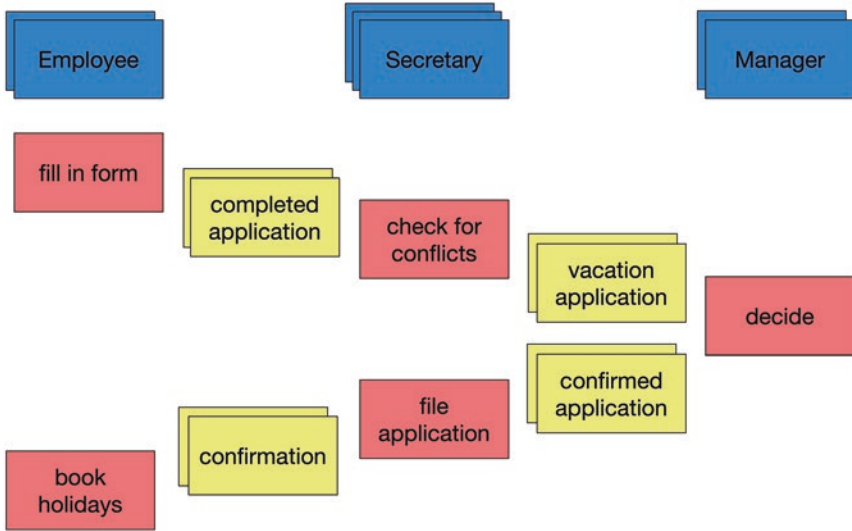 Employee
Secretary
Manager
fill in form
completed
application
check for
conflicts
vacation
application
decide
confirmed
application
file
application
confirmation
book
holidays